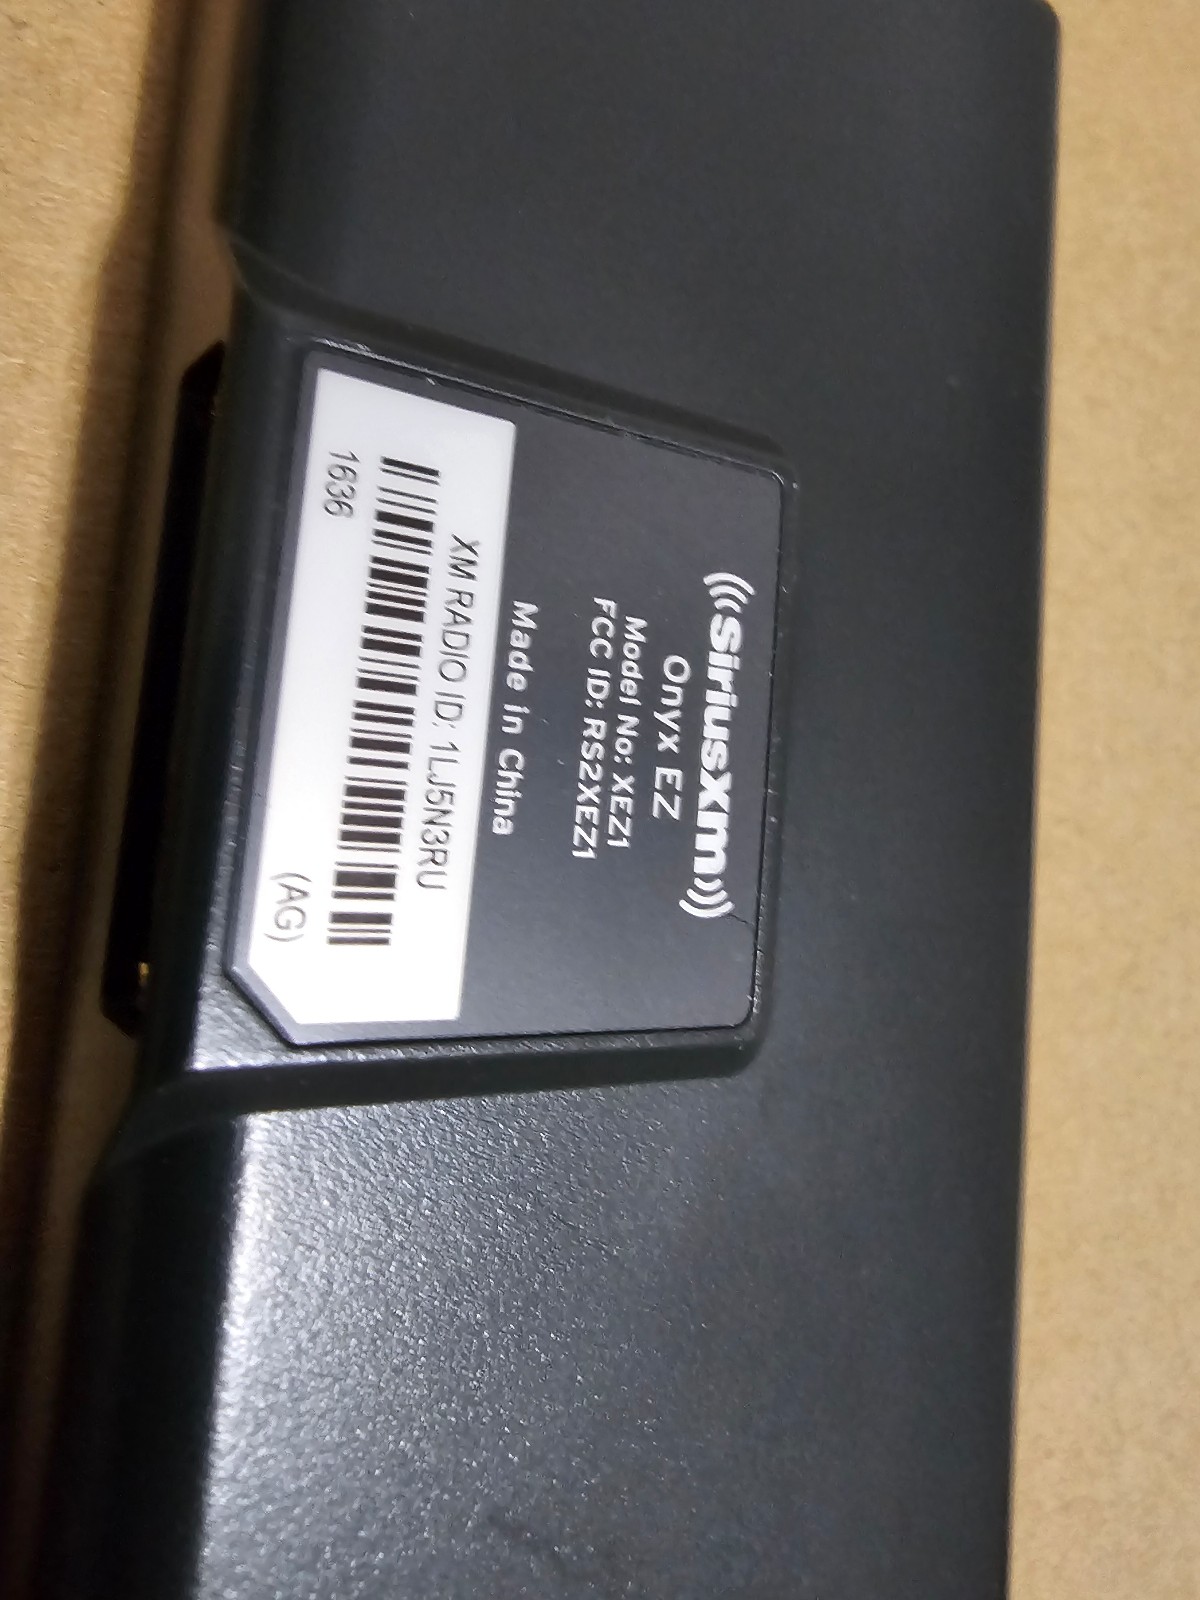 SiriusXM
Onyx EZ
Model No: XEZ1
FCC ID: RS2XEZ1
Made in China
XM RADIO ID: 1LJ5N3RU
1636
(AG)